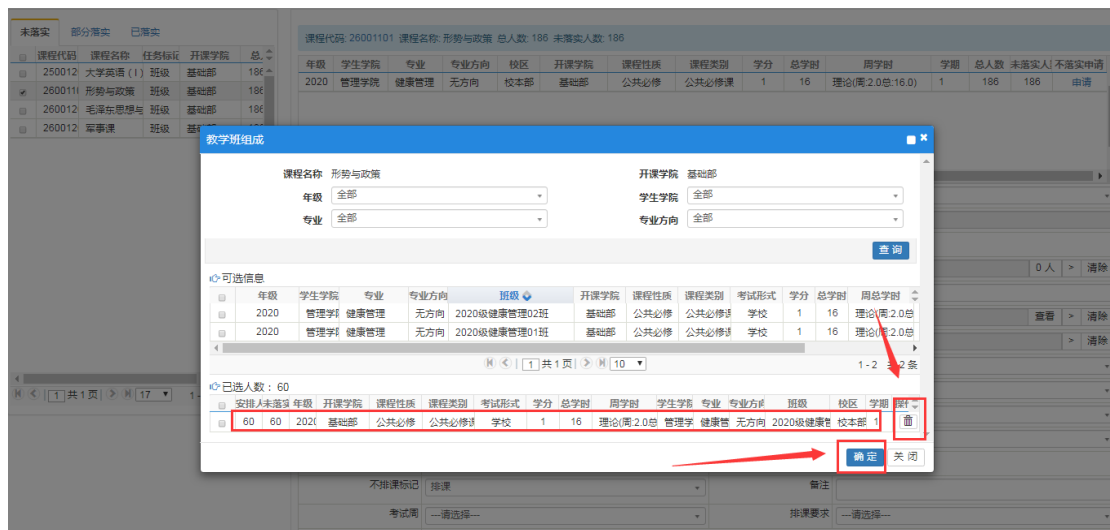 未落实 部分落实 已落实
课程代码 课程名称 任务标记 开课学院 总
250012 大学英语 (I) 班级 基础部 186
260011 形势与政策 班级 基础部 186
260012 毛泽东思想与 班级 基础部 186
260012 军事课 班级
课程代码: 26001101 课程名称: 形势与政策 总人数: 186 未落实人数: 186
年级 学生学院 专业 专业方向 校区 开课学院 课程性质 课程类别 学分 总学时 周学时 学期 总人数 未落实人 不落实申请
2020 管理学院 健康管理 无方向 校本部 基础部 公共必修 公共必修课 1 16 理论(周:2.0总:16.0) 1 186 186 申请
教学班组成
课程名称 形势与政策 开课学院 基础部
年级 全部 学生学院 全部
专业 全部 专业方向 全部
查询
可选信息
年级 学生学院 专业 专业方向 班级 开课学院 课程性质 课程类别 考试形式 学分 总学时 周总学时
2020 管理学 健康管理 无方向 2020级健康管理02班 基础部 公共必修 公共必修课 学校 1 16 理论(周:2.0总
2020 管理学 健康管理 无方向 2020级健康管理01班 基础部 公共必修 公共必修课 学校 1 16 理论(周:2.0总
1 共1页 10 1 - 2 共 2 条
已选人数: 60
安排人 未落实 年级 开课学院 课程性质 课程类别 考试形式 学分 总学时 周学时 学生学院 专业 专业方向 班级 校区 学期 操作
60 60 202 基础部 公共必修 公共必修课 学校 1 16 理论(周:2.0总 管理学 健康管 无方向 2020级健康管 校本部 1
确定 关闭
0人 > 清除
查看 > 清除
> 清除
1 共1页 17 1 -
不排课标记 排课 备注
考试周 ---请选择--- 排课要求 ---请选择---